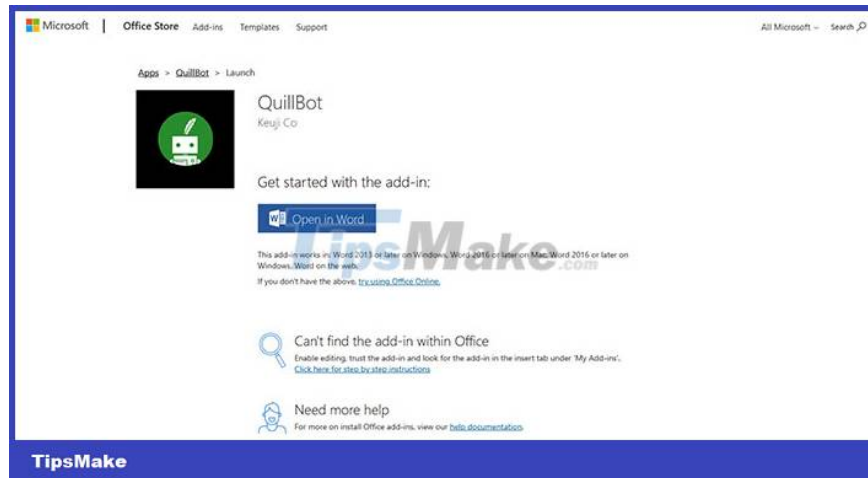 Microsoft Office Store Add-ins Templates Support All Microsoft Search
Apps > QuillBot > Launch
QuillBot
Keuji Co
Get started with the add-in:
Open in Word
TipsMake.com
This add-in works in: Word 2013 or later on Windows, Word 2016 or later on Mac, Word 2016 or later on
Windows, Word on the web.
If you don't have the above, try using Office Online.
Can't find the add-in within Office
Enable editing, trust the add-in and look for the add-in in the insert tab under 'My Add-ins'.
Click here for step by step instructions
Need more help
For more on install Office add-ins, view our help documentation.
TipsMake